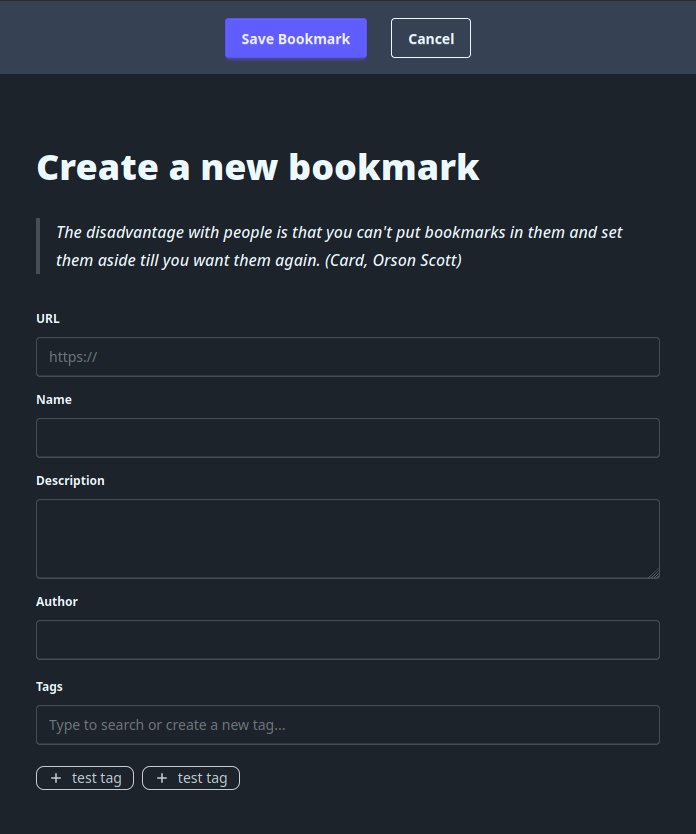 Save Bookmark Cancel
Create a new bookmark
The disadvantage with people is that you can't put bookmarks in them and set
them aside till you want them again. (Card, Orson Scott)
URL
https://
Name
Description
Author
Tags
Type to search or create a new tag...
+ test tag + test tag